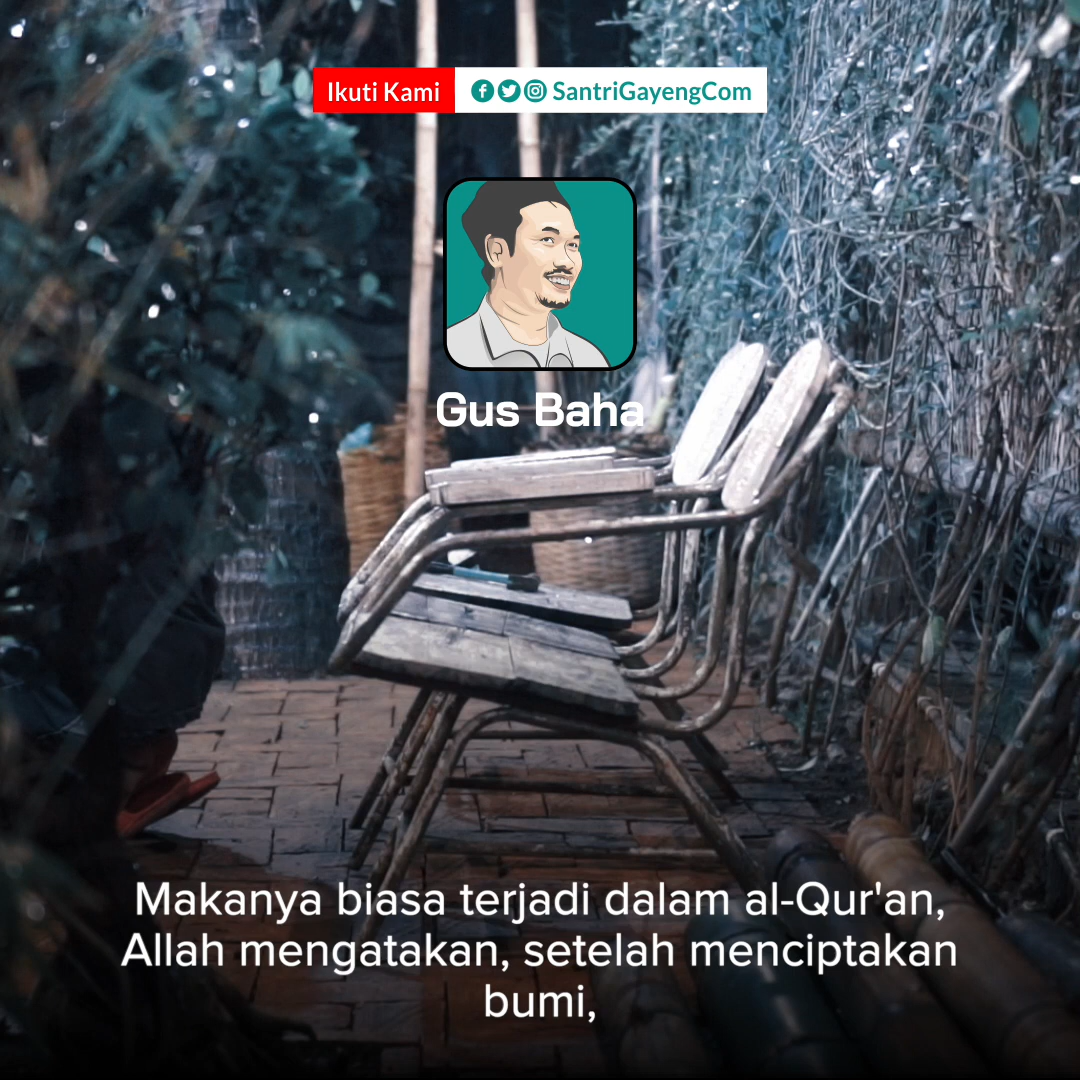 Ikuti Kami SantriGayengCom
Gus Baha
Makanya biasa terjadi dalam al-Qur'an,
Allah mengatakan, setelah menciptakan
bumi,